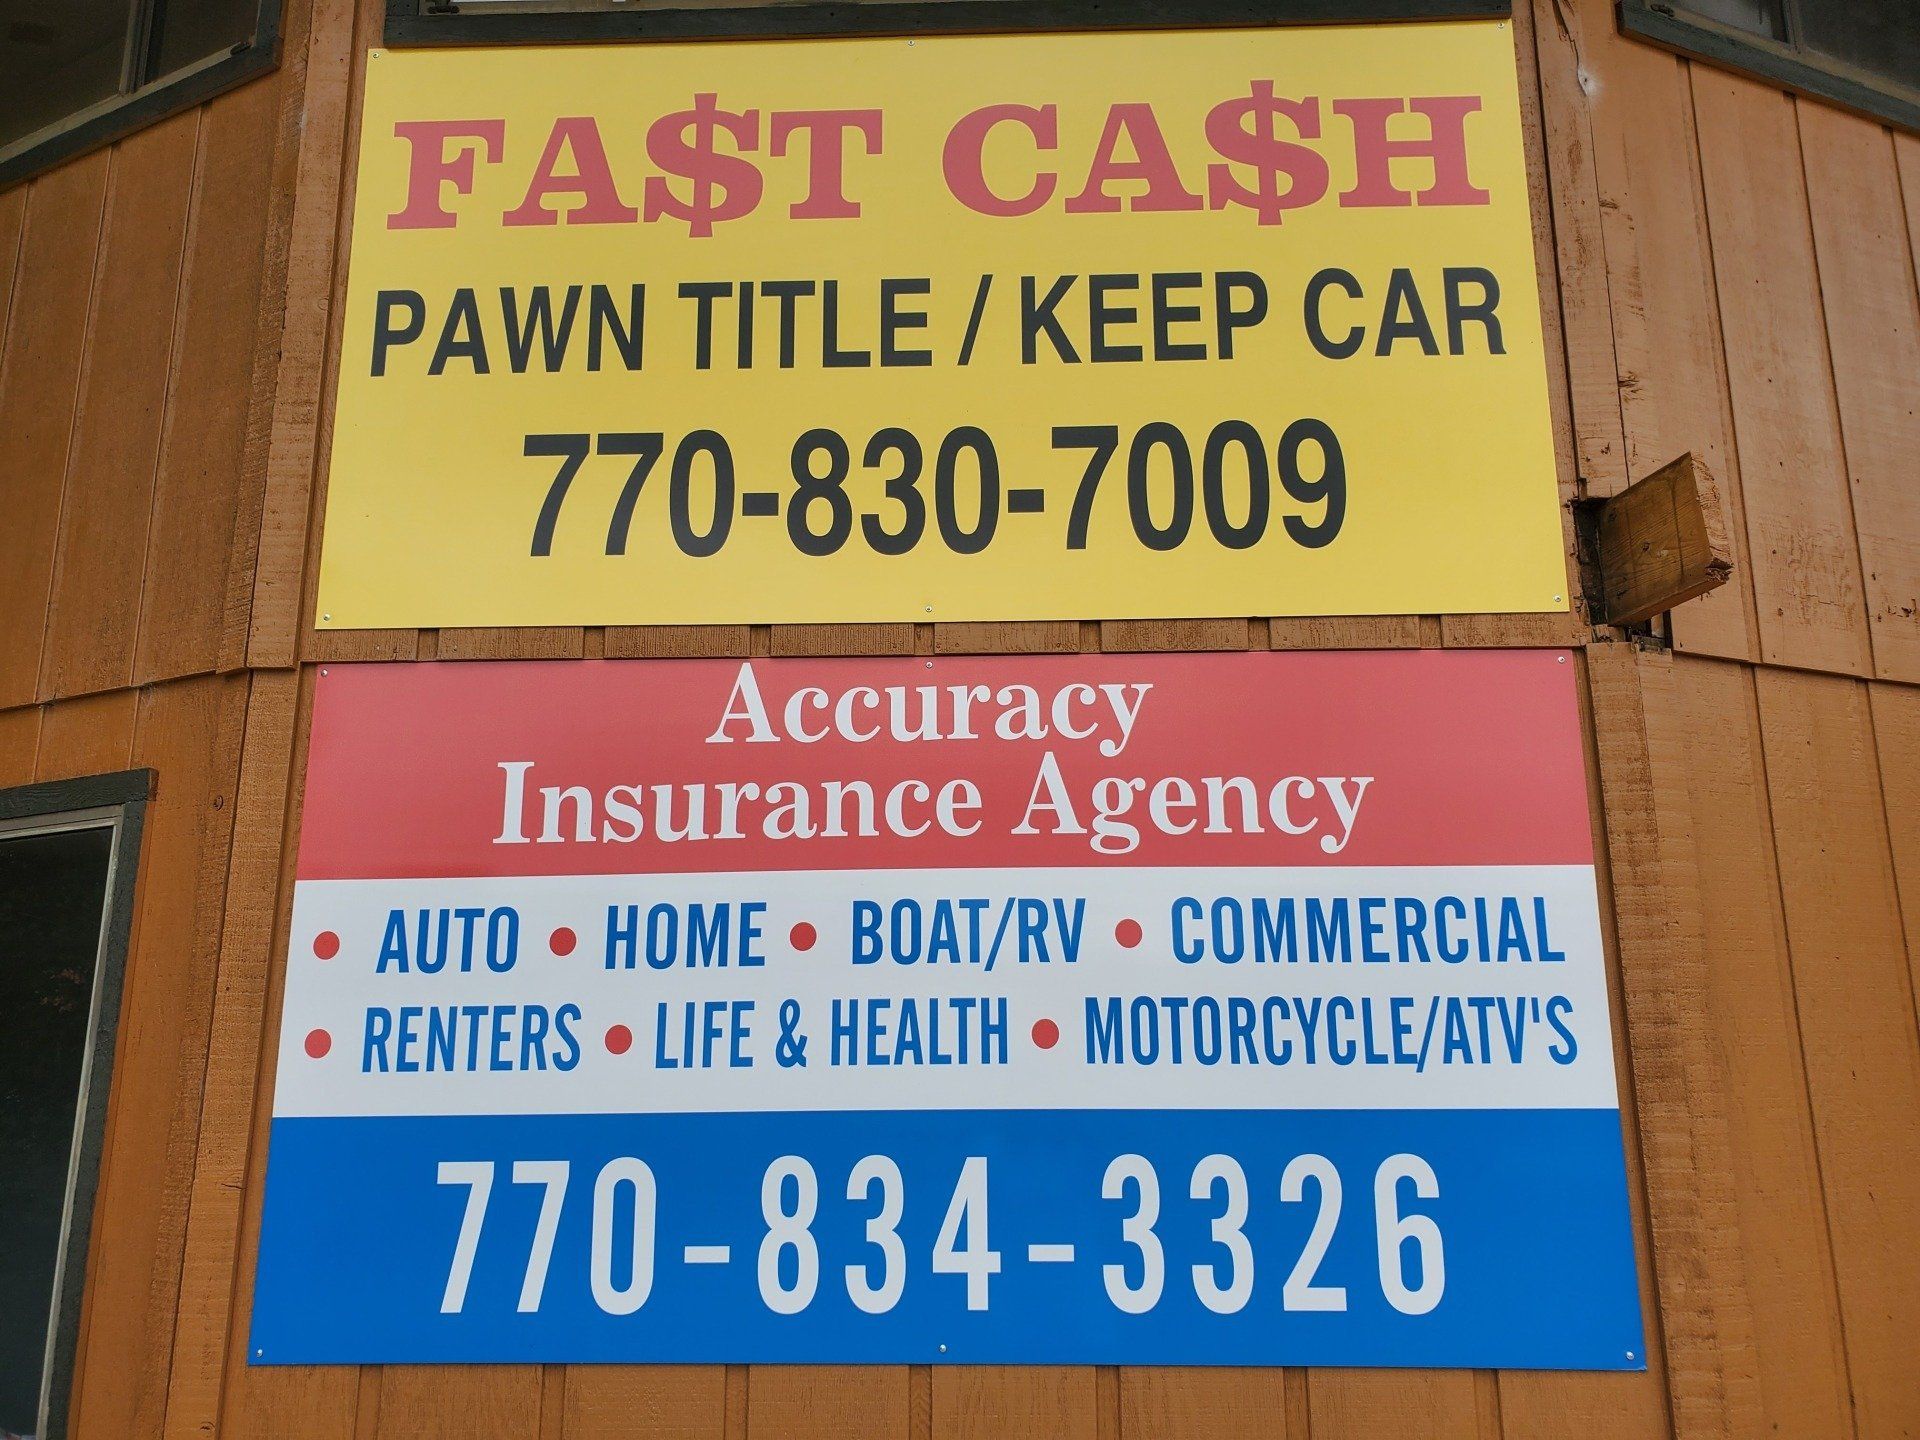 FA$T CA$H
PAWN TITLE / KEEP CAR
770-830-7009
Accuracy
Insurance Agency
• AUTO • HOME • BOAT/RV • COMMERCIAL
• RENTERS • LIFE & HEALTH • MOTORCYCLE/ATV'S
770-834-3326